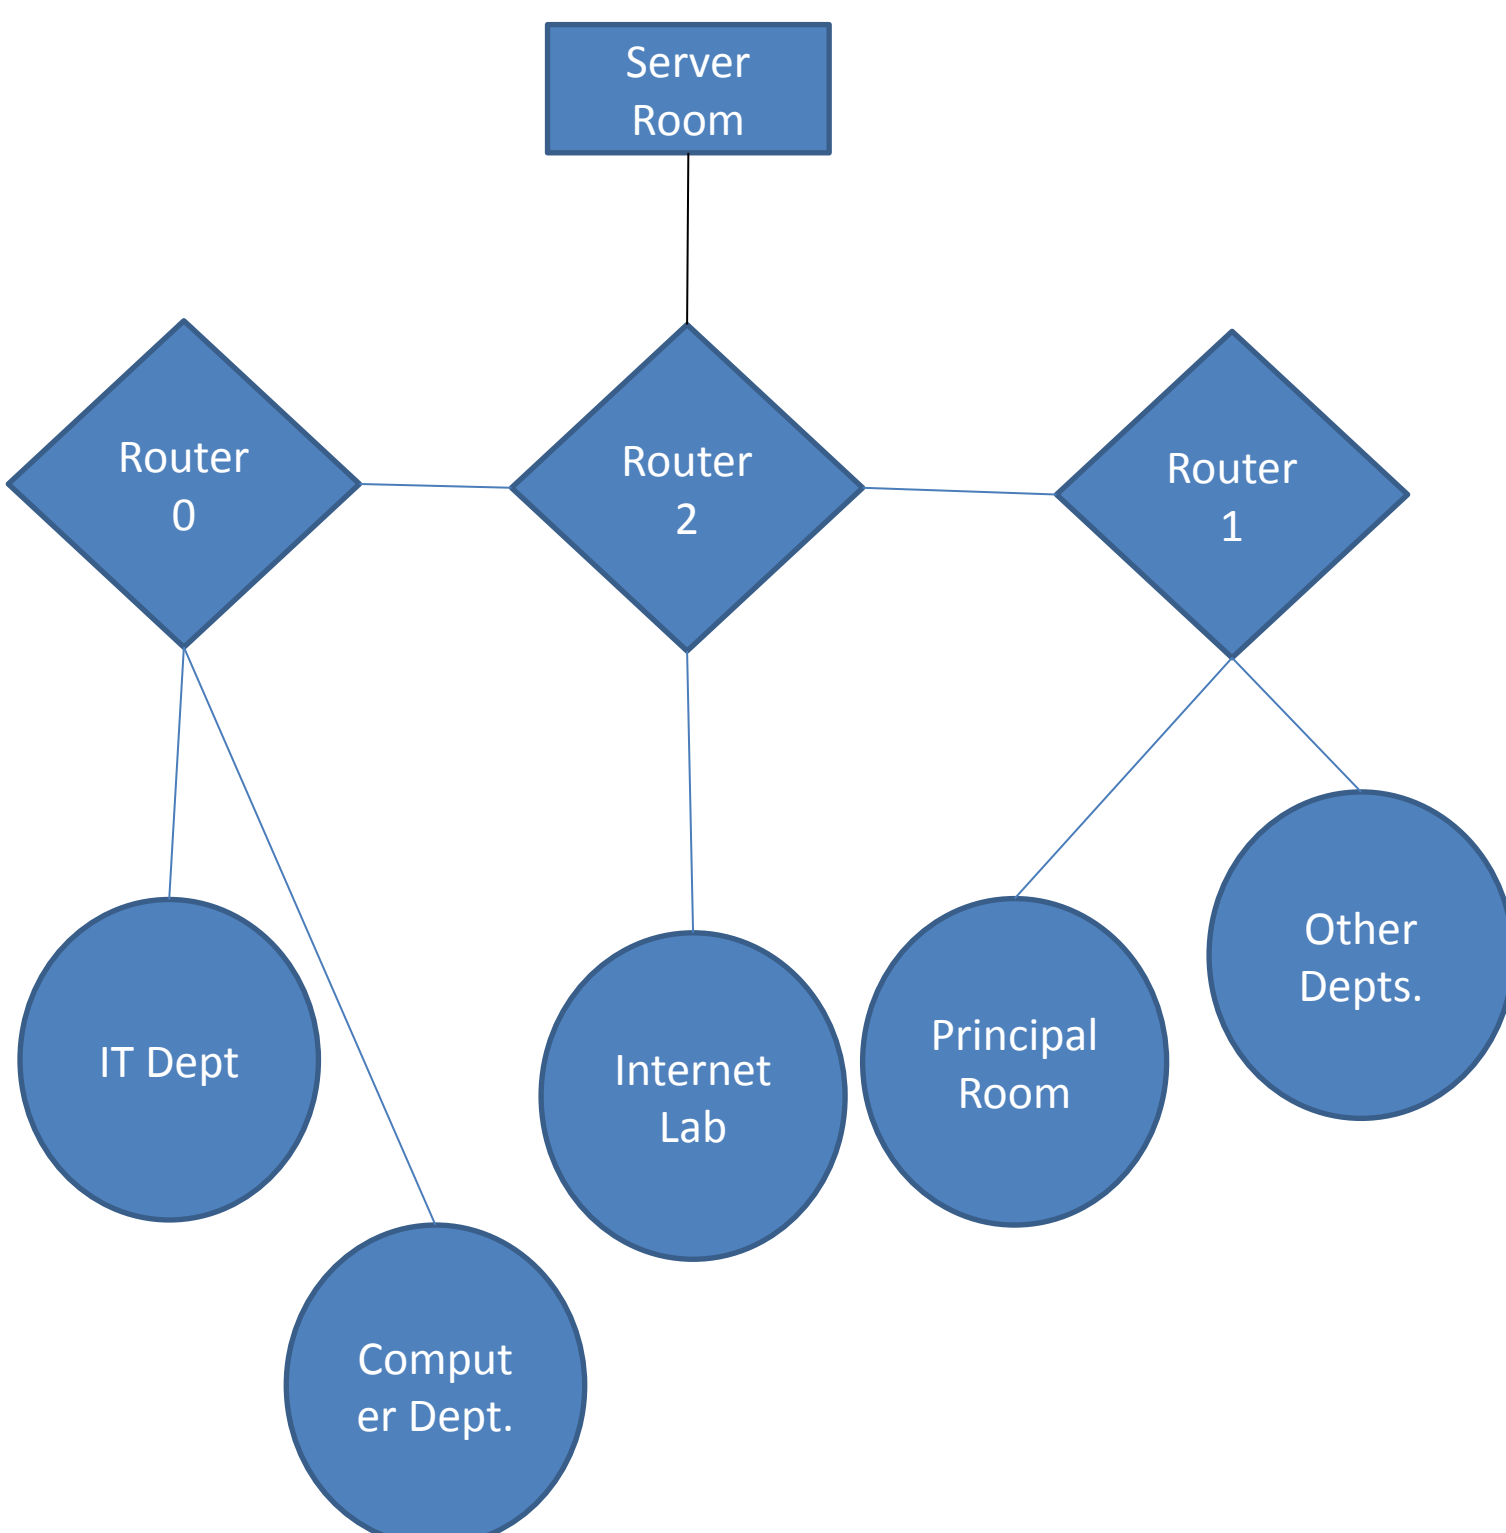 Server
Room
Router
0
Router
2
Router
1
IT Dept
Internet
Lab
Principal
Room
Other
Depts.
Comput
er Dept.